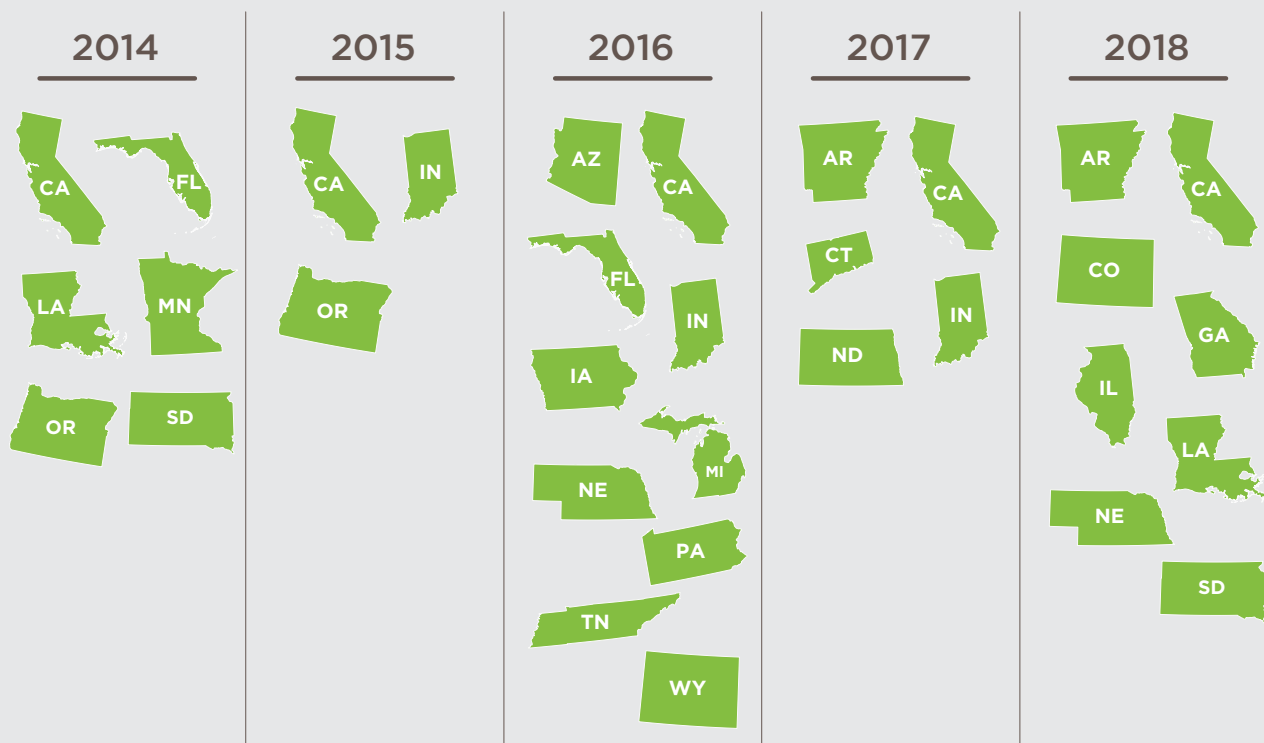 2014
CA
FL
LA
MN
OR
SD
2015
CA
IN
OR
2016
AZ
CA
FL
IN
IA
MI
NE
PA
TN
WY
2017
AR
CA
CT
IN
ND
2018
AR
CA
CO
GA
IL
LA
NE
SD